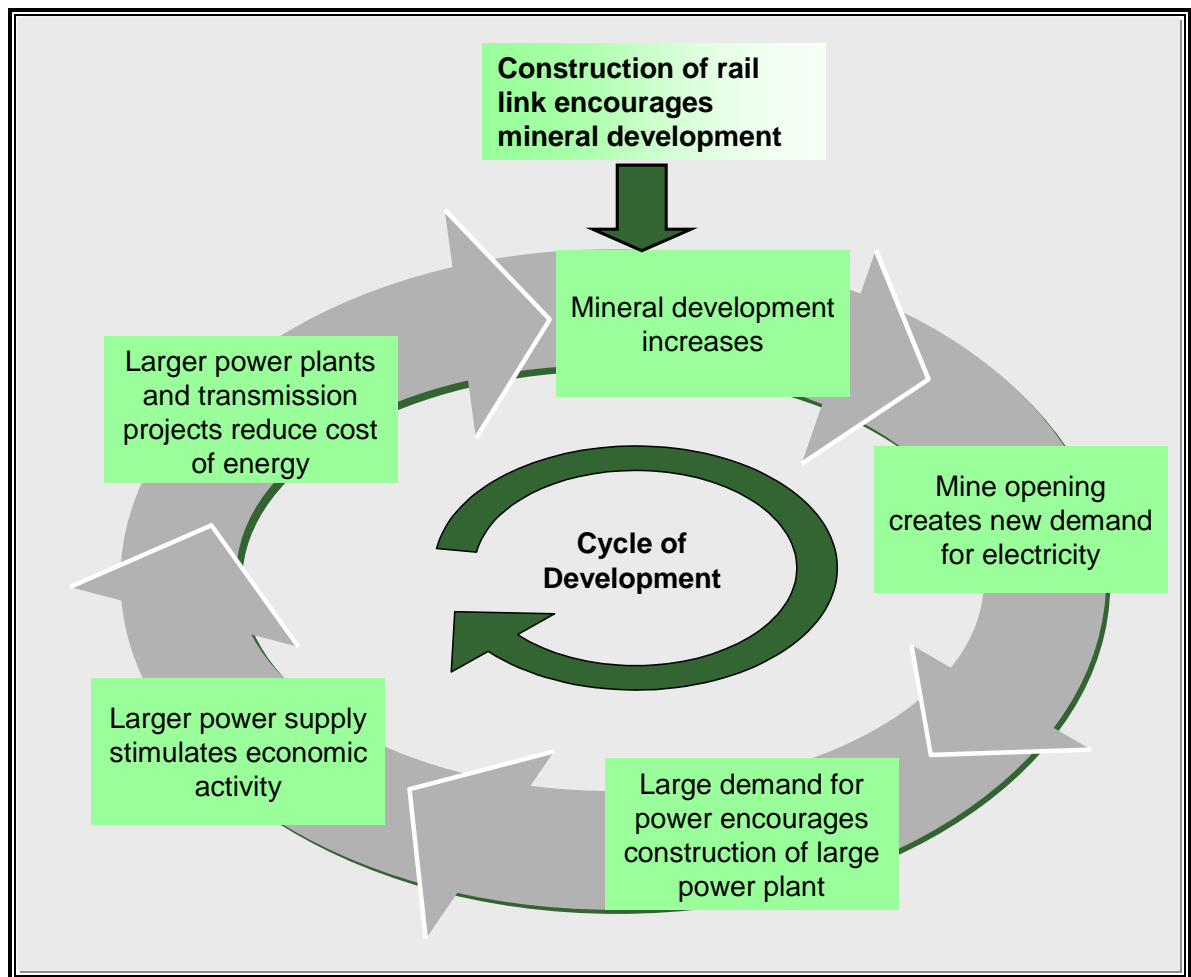 Construction of rail
link encourages
mineral development
Mineral development
increases
Mine opening
creates new demand
for electricity
Large demand for
power encourages
construction of large
power plant
Larger power supply
stimulates economic
activity
Larger power plants
and transmission
projects reduce cost
of energy
Cycle of
Development